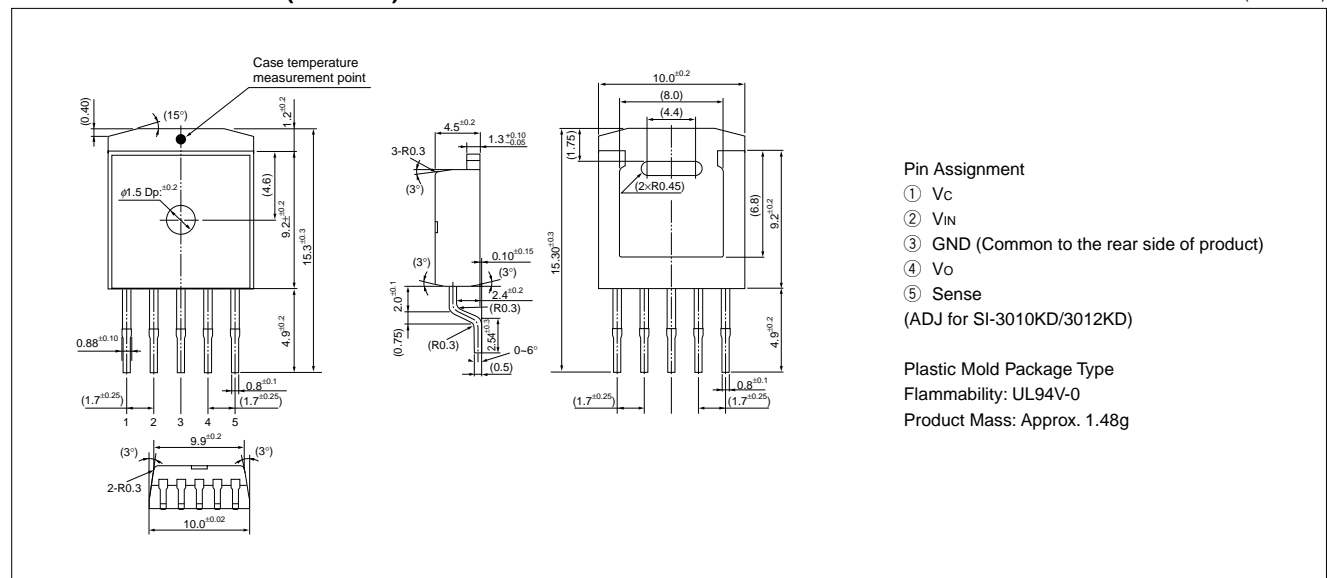 Case temperature
measurement point
(0.40)
(15°)
1.2±0.2
φ1.5 Dp:±0.2
(4.6)
9.2±±0.2
15.3±0.3
4.9±0.2
0.88±0.10
0.8±0.1
(1.7±0.25)
(1.7±0.25)
1 2 3 4 5
9.9±0.2
(3°)
(3°)
2-R0.3
10.0±0.02
4.5±0.2
1.3+0.10−0.05
3-R0.3
(3°)
0.10±0.15
(3°)
(3°)
2.0±0.1
2.4±0.2
(R0.3)
(0.75)
(R0.3)
2.54±0.3
0~6°
(0.5)
10.0±0.2
(8.0)
(4.4)
(1.75)
(2×R0.45)
(6.8)
9.2±0.2
15.30±0.3
4.9±0.2
0.8±0.1
(1.7±0.25)
(1.7±0.25)
Pin Assignment
① VC
② VIN
③ GND (Common to the rear side of product)
④ VO
⑤ Sense
(ADJ for SI-3010KD/3012KD)
Plastic Mold Package Type
Flammability: UL94V-0
Product Mass: Approx. 1.48g